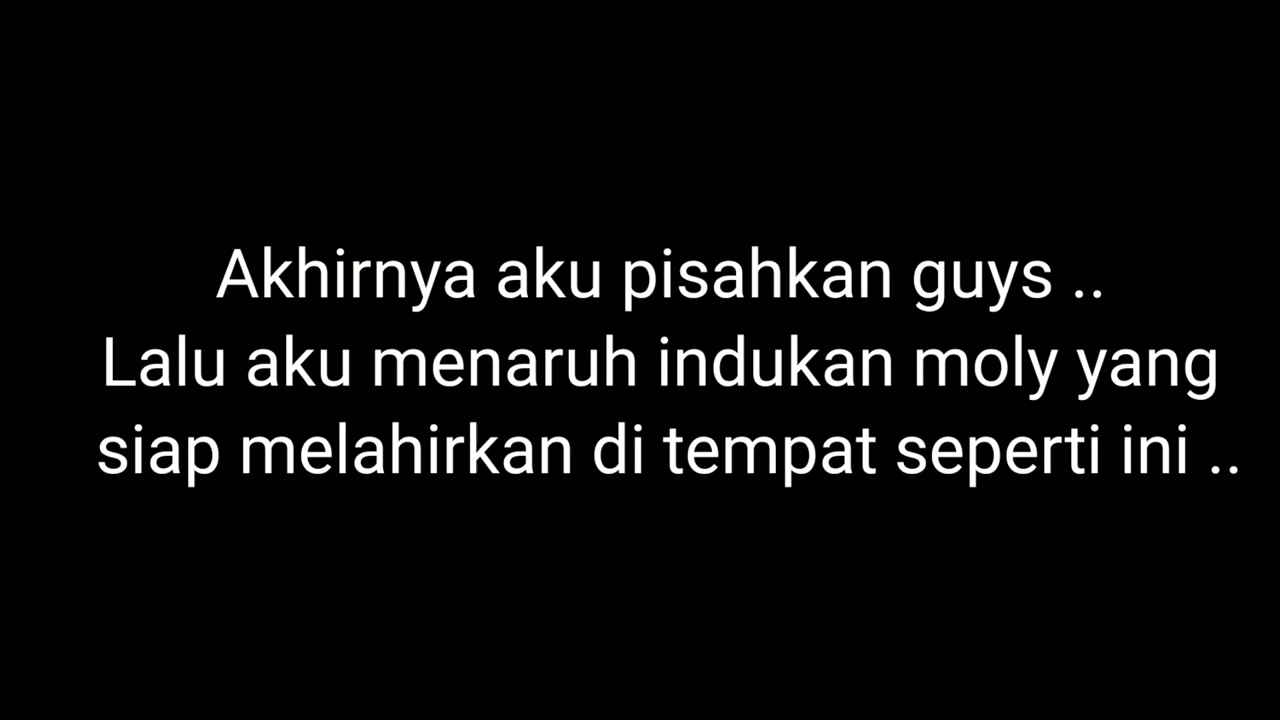 Akhirnya aku pisahkan guys ..
Lalu aku menaruh indukan moly yang
siap melahirkan di tempat seperti ini ..